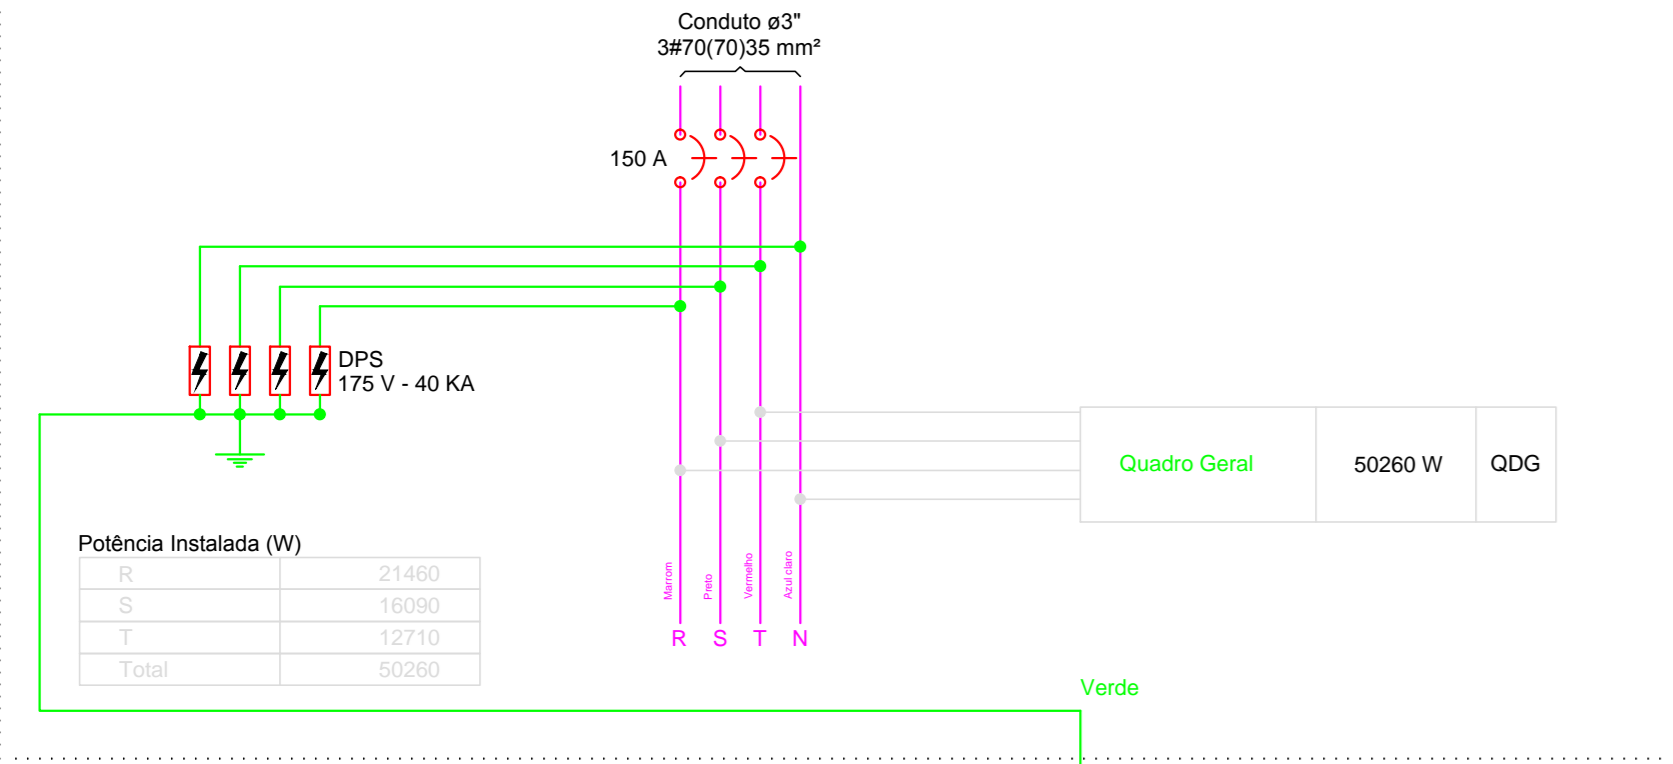 Conduto ø3"
3#70(70)35 mm²
150 A
DPS
175 V - 40 KA
Quadro Geral 50260 W QDG
Potência Instalada (W)
R 21460
S 16090
T 12710
Total 50260
Marrom
Preto
Vermelho
Azul claro
R S T N
Verde